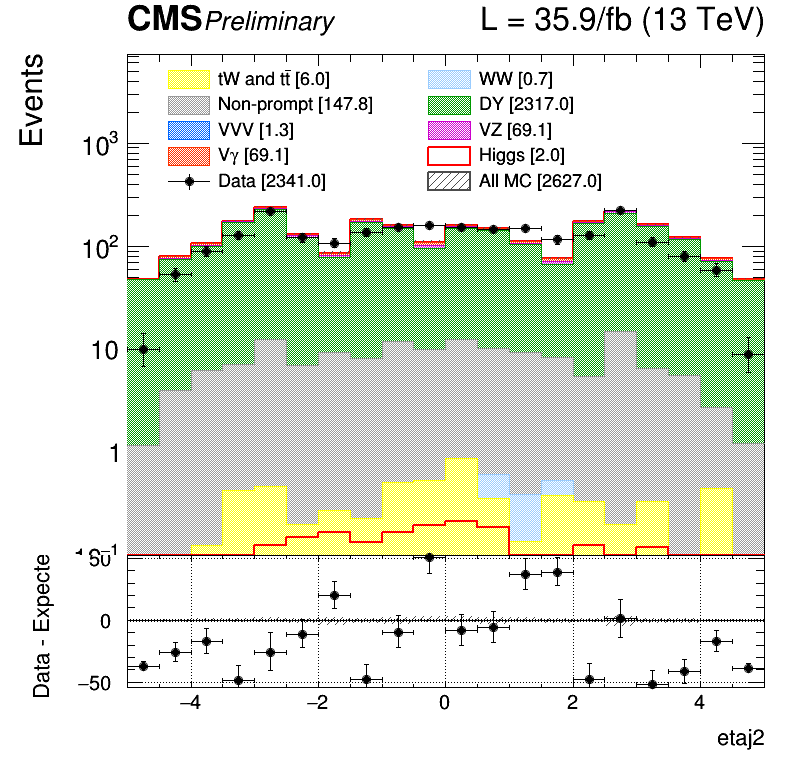 CMS Preliminary L = 35.9/fb (13 TeV)
Events
tW and tt̄ [6.0] WW [0.7]
Non-prompt [147.8] DY [2317.0]
VVV [1.3] VZ [69.1]
Vγ [69.1] Higgs [2.0]
Data [2341.0] All MC [2627.0]
10³
10²
10
1
Data - Expecte
50
0
−50
−4 −2 0 2 4
etaj2